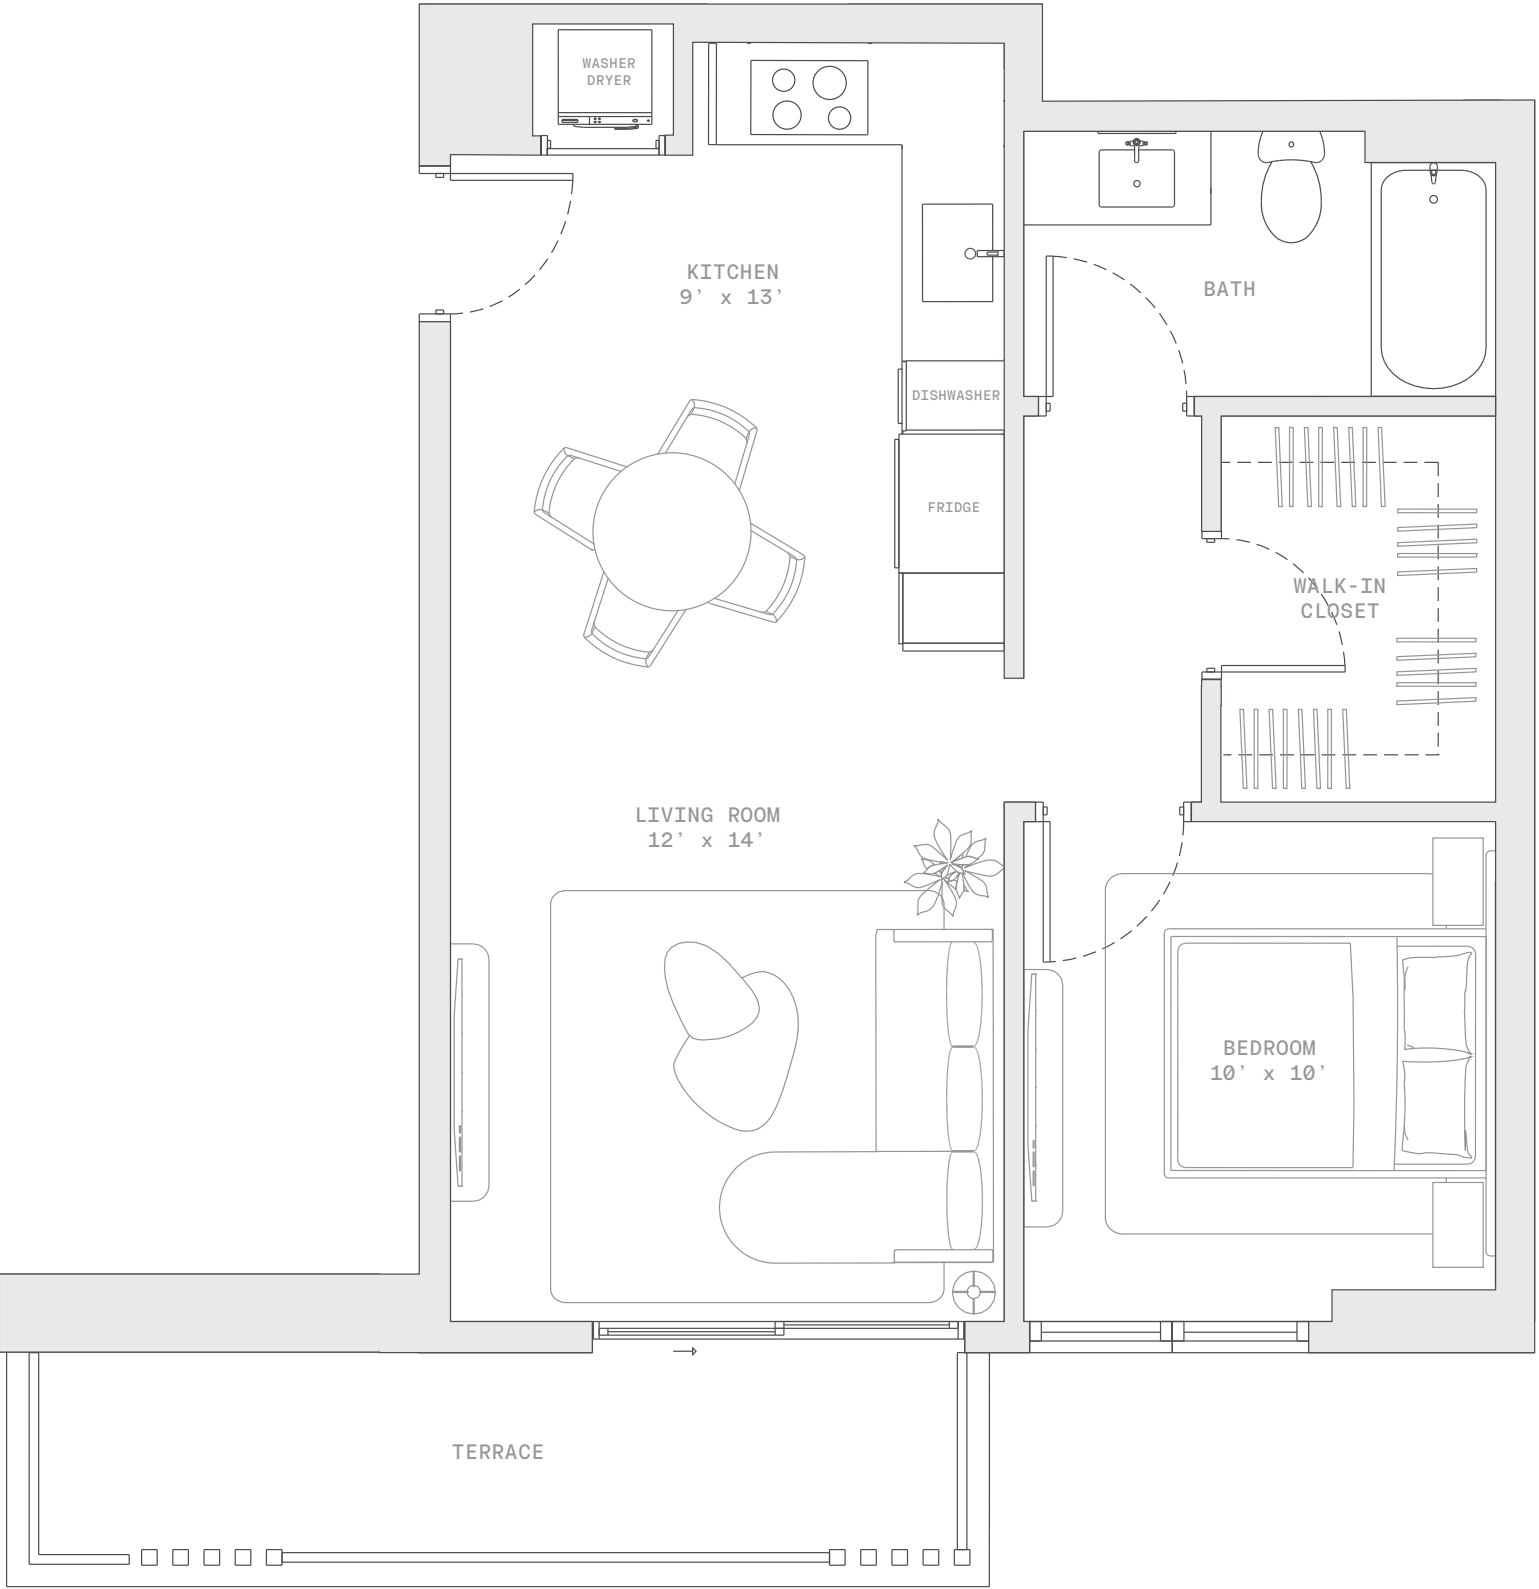 WASHER
DRYER
KITCHEN
9' x 13'
BATH
DISHWASHER
FRIDGE
WALK-IN
CLOSET
LIVING ROOM
12' x 14'
BEDROOM
10' x 10'
TERRACE